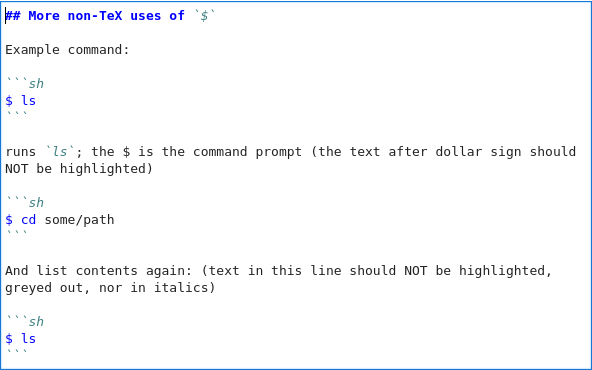 ## More non-TeX uses of `$`
Example command:
```sh
$ ls
```
runs `ls`; the $ is the command prompt (the text after dollar sign should
NOT be highlighted)
```sh
$ cd some/path
```
And list contents again: (text in this line should NOT be highlighted,
greyed out, nor in italics)
```sh
$ ls
```